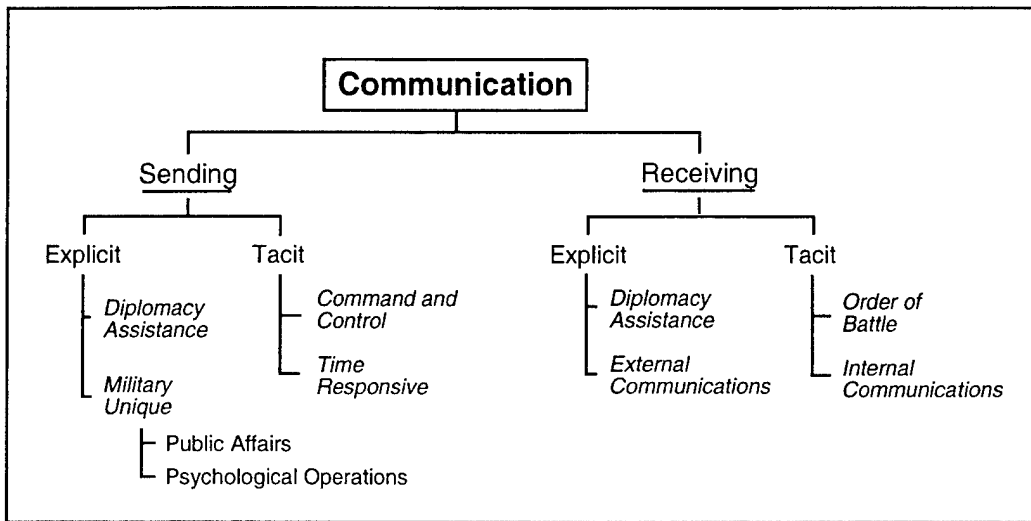 Communication
Sending
Receiving
Explicit
Tacit
Explicit
Tacit
Diplomacy
Assistance
Command and
Control
Diplomacy
Assistance
Order of
Battle
Military
Unique
Time
Responsive
External
Communications
Internal
Communications
Public Affairs
Psychological Operations